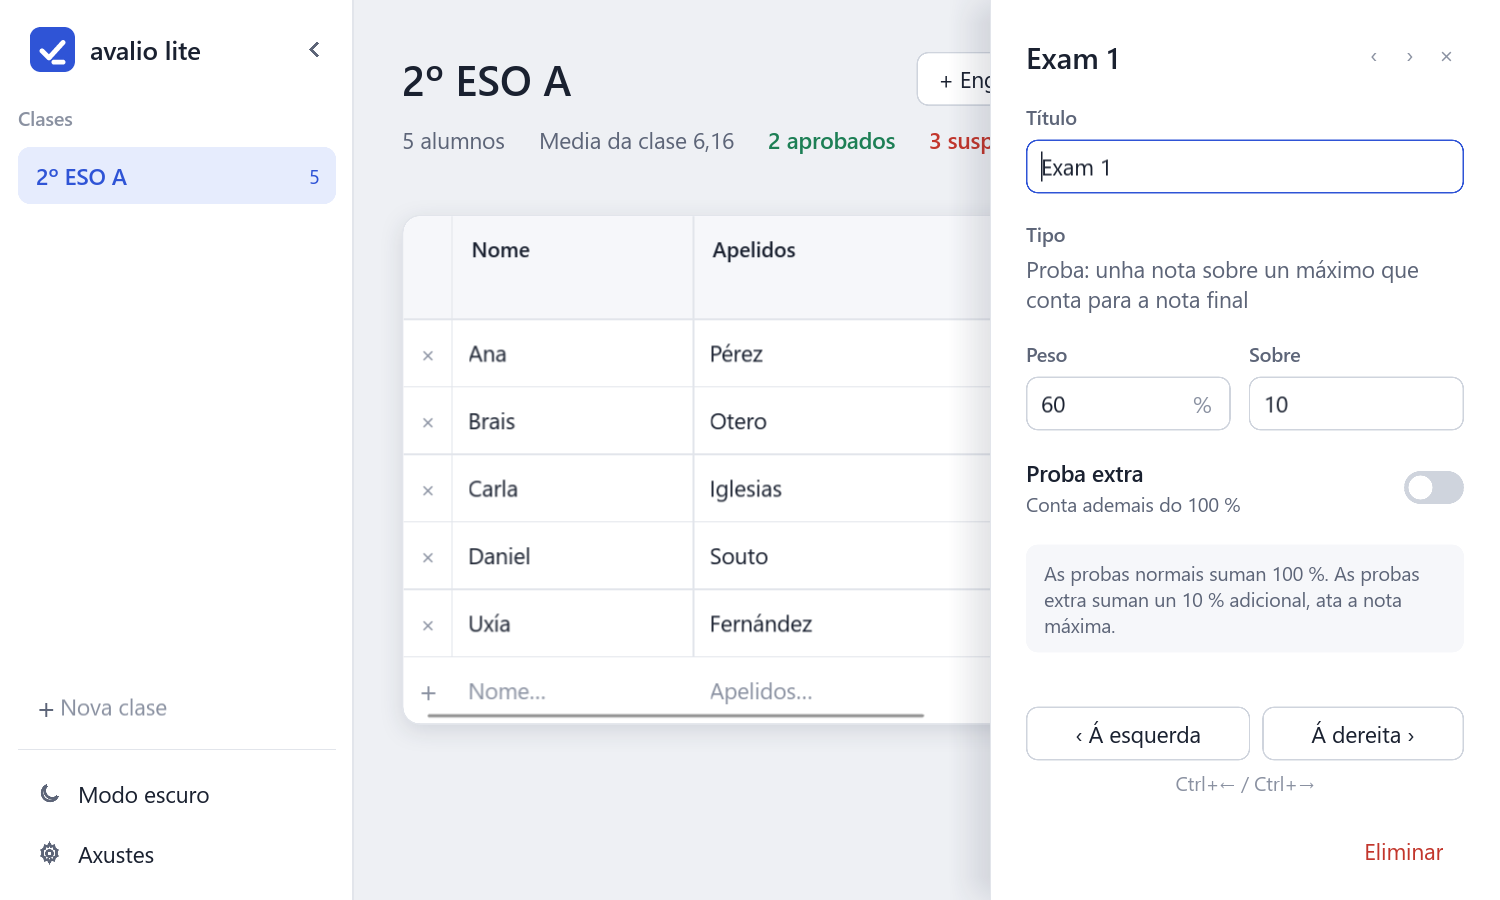 avalio lite
Clases
2º ESO A 5
+ Nova clase
Modo escuro
Axustes
2º ESO A
5 alumnos Media da clase 6,16 2 aprobados 3 susp
+ Eng
Nome Apelidos
× Ana Pérez
× Brais Otero
× Carla Iglesias
× Daniel Souto
× Uxía Fernández
+ Nome... Apelidos...
Exam 1 ‹ › ×
Título
Exam 1
Tipo
Proba: unha nota sobre un máximo que
conta para a nota final
Peso Sobre
60 % 10
Proba extra
Conta ademais do 100 %
As probas normais suman 100 %. As probas
extra suman un 10 % adicional, ata a nota
máxima.
‹ Á esquerda Á dereita ›
Ctrl+← / Ctrl+→
Eliminar